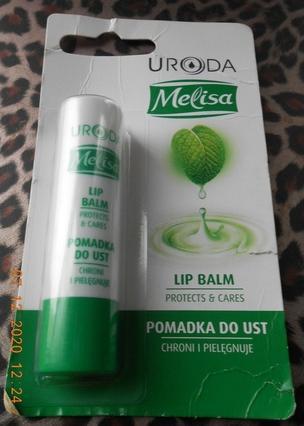 URODA
Melisa
LIP BALM
PROTECTS & CARES
POMADKA DO UST
CHRONI I PIELĘGNUJE
URODA
Melisa
LIP
BALM
PROTECTS
& CARES
POMADKA
DO UST
CHRONI
I PIELĘGNUJE
2020 12:24